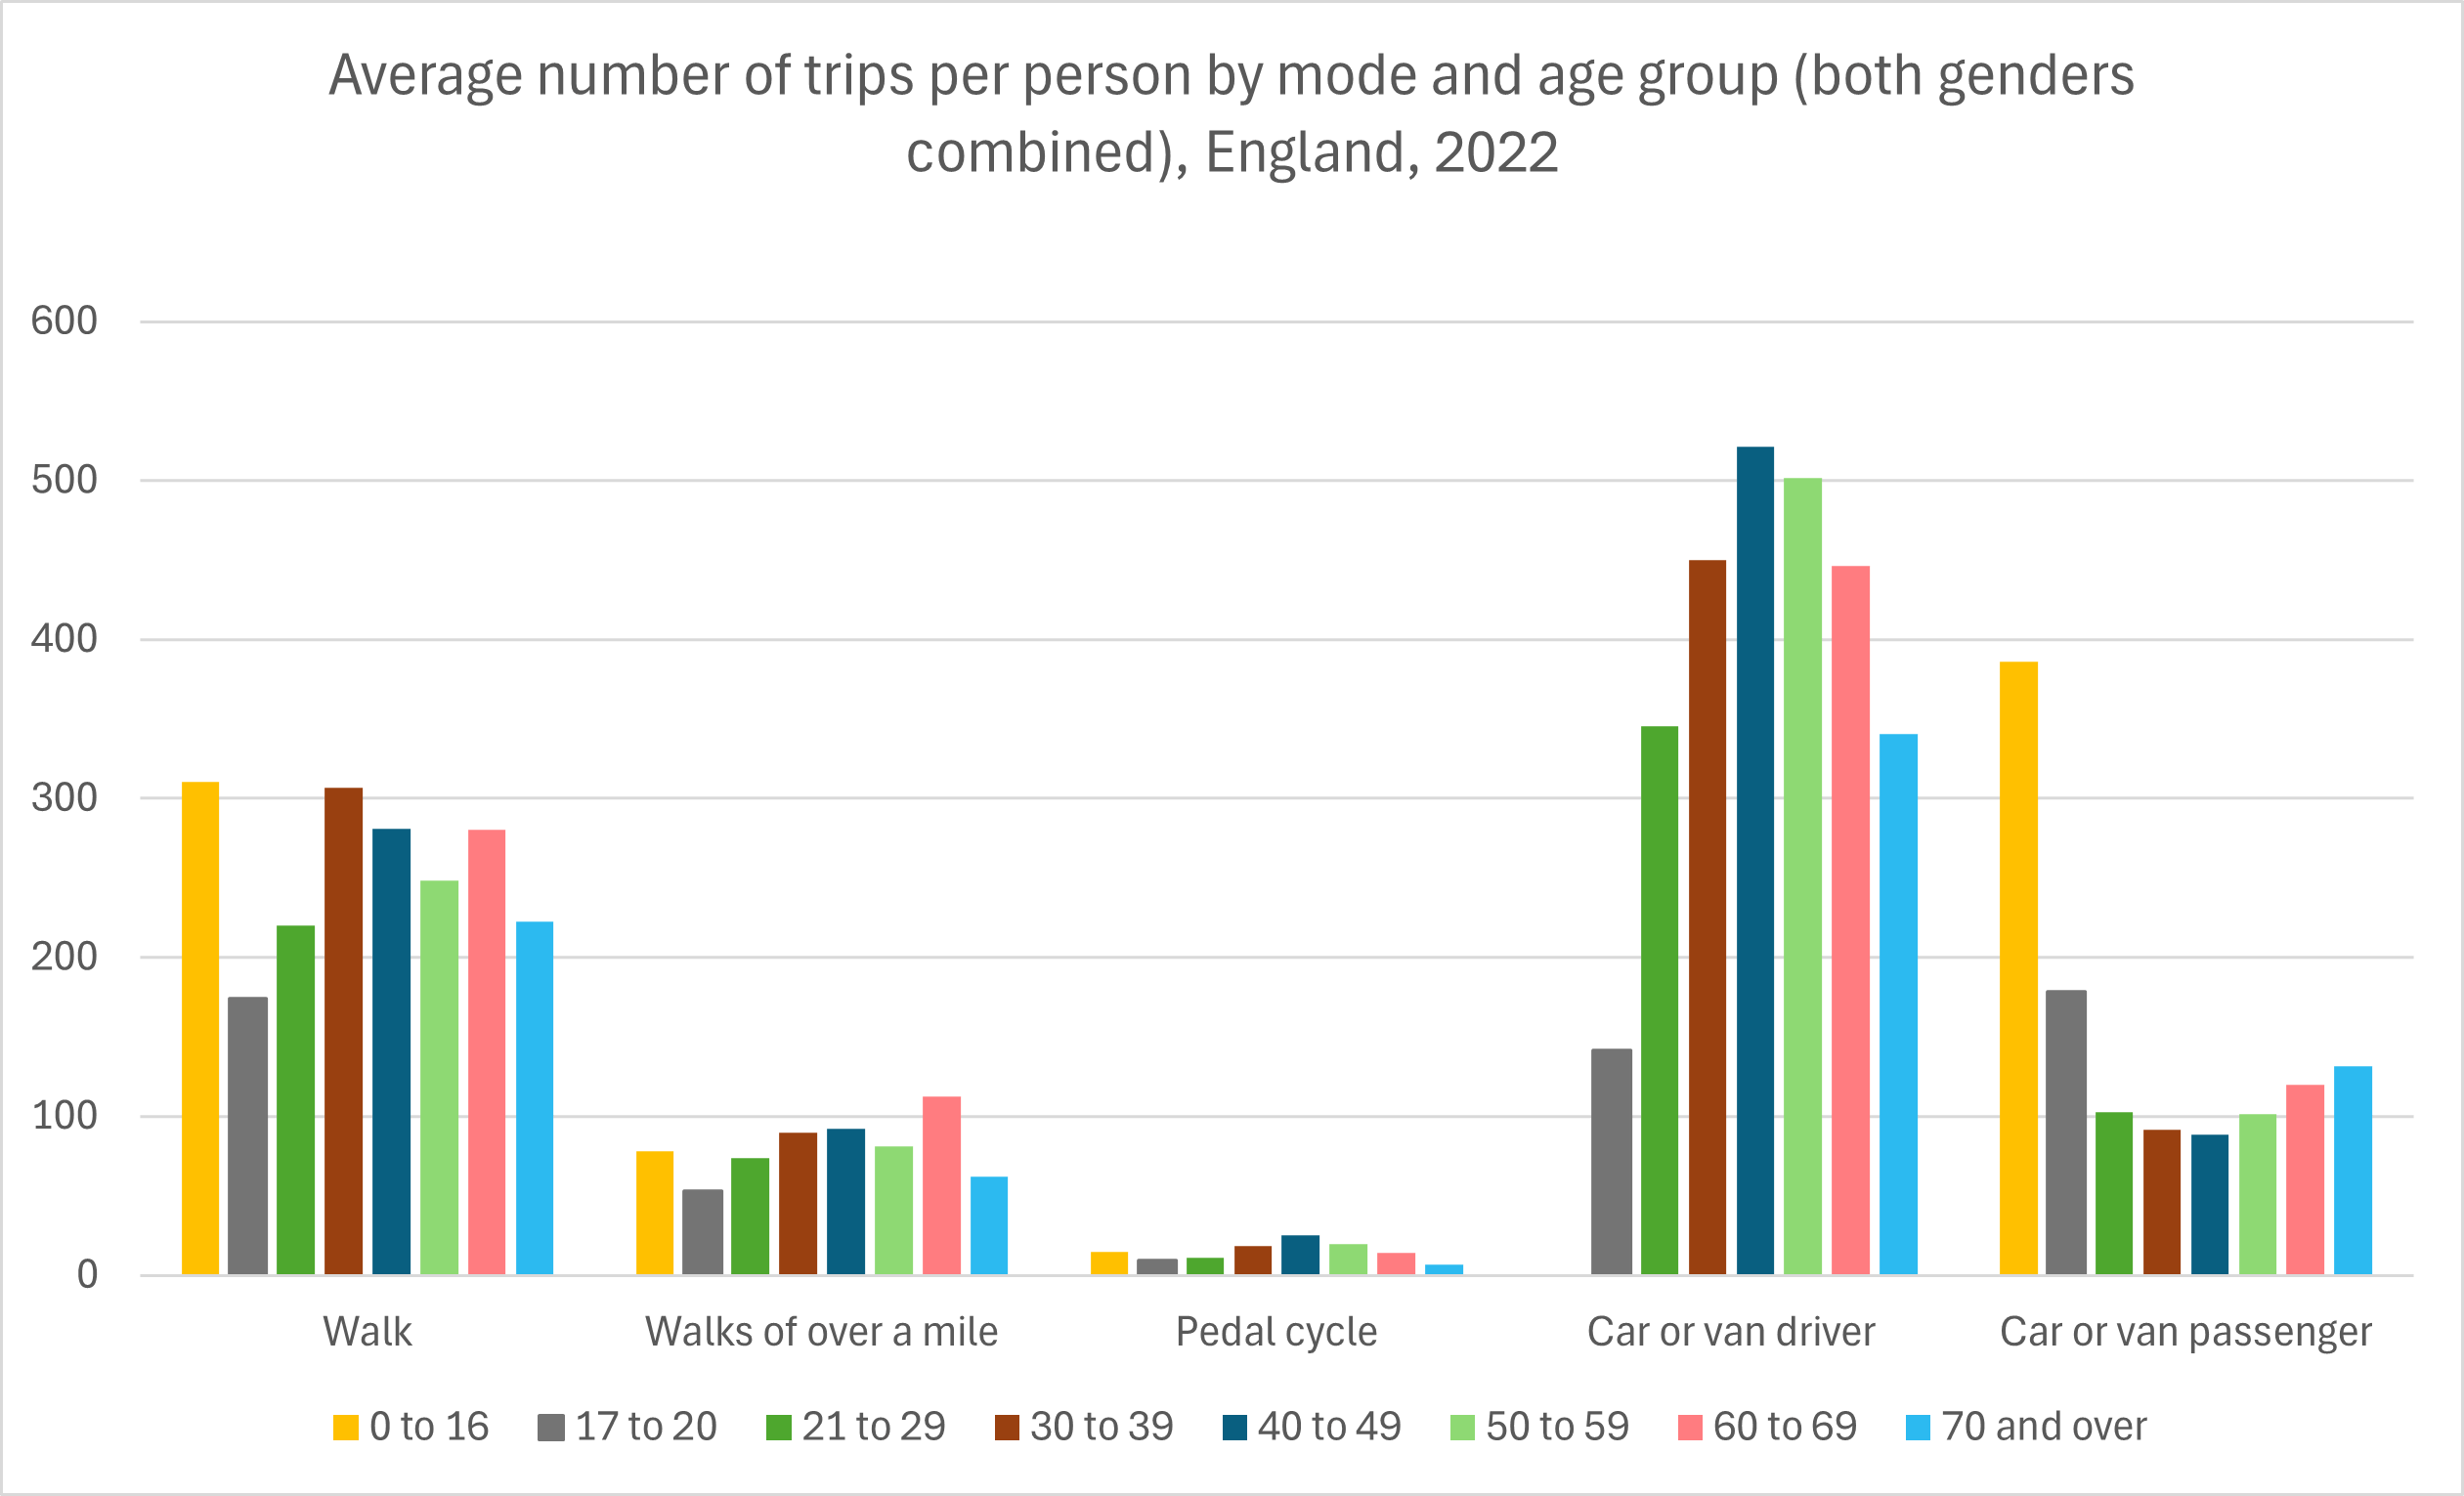 Average number of trips per person by mode and age group (both genders
combined), England, 2022
600
500
400
300
200
100
0
Walk
Walks of over a mile
Pedal cycle
Car or van driver
Car or van passenger
0 to 16
17 to 20
21 to 29
30 to 39
40 to 49
50 to 59
60 to 69
70 and over